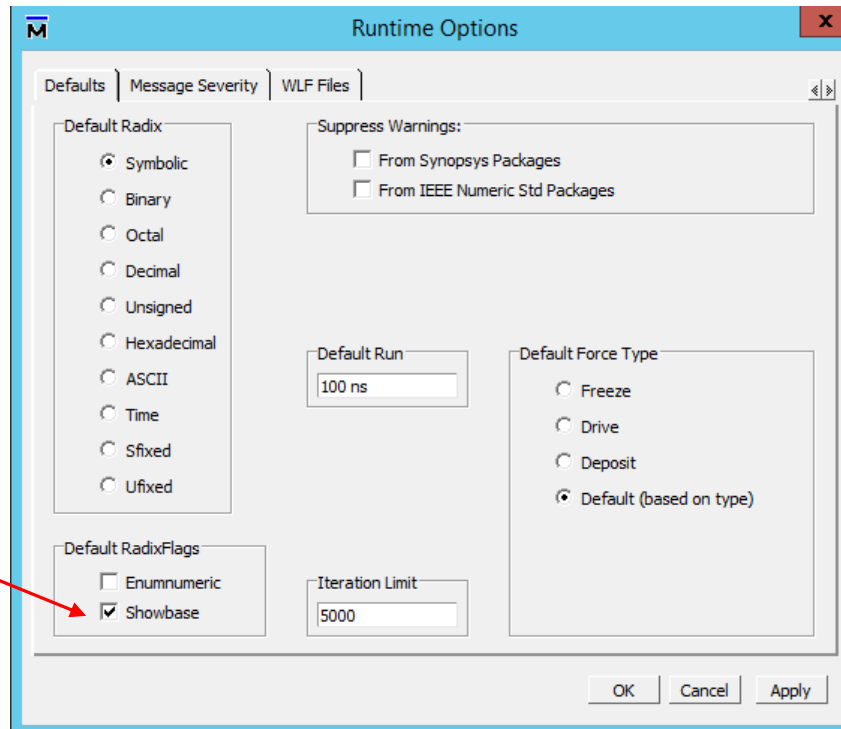 M Runtime Options x
Defaults Message Severity WLF Files
Default Radix
Symbolic
Binary
Octal
Decimal
Unsigned
Hexadecimal
ASCII
Time
Sfixed
Ufixed
Suppress Warnings:
From Synopsys Packages
From IEEE Numeric Std Packages
Default Run
100 ns
Default Force Type
Freeze
Drive
Deposit
Default (based on type)
Default RadixFlags
Enumnumeric
Showbase
Iteration Limit
5000
OK Cancel Apply